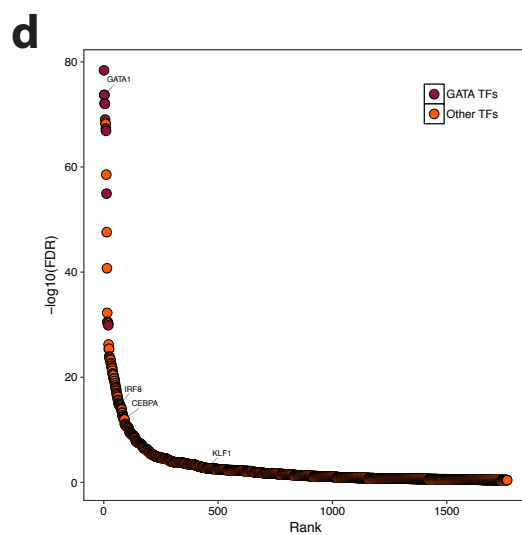 d
80
GATA1
GATA TFs
Other TFs
60
−log10(FDR)
40
20
IRF8
CEBPA
KLF1
0
0 500 1000 1500
Rank